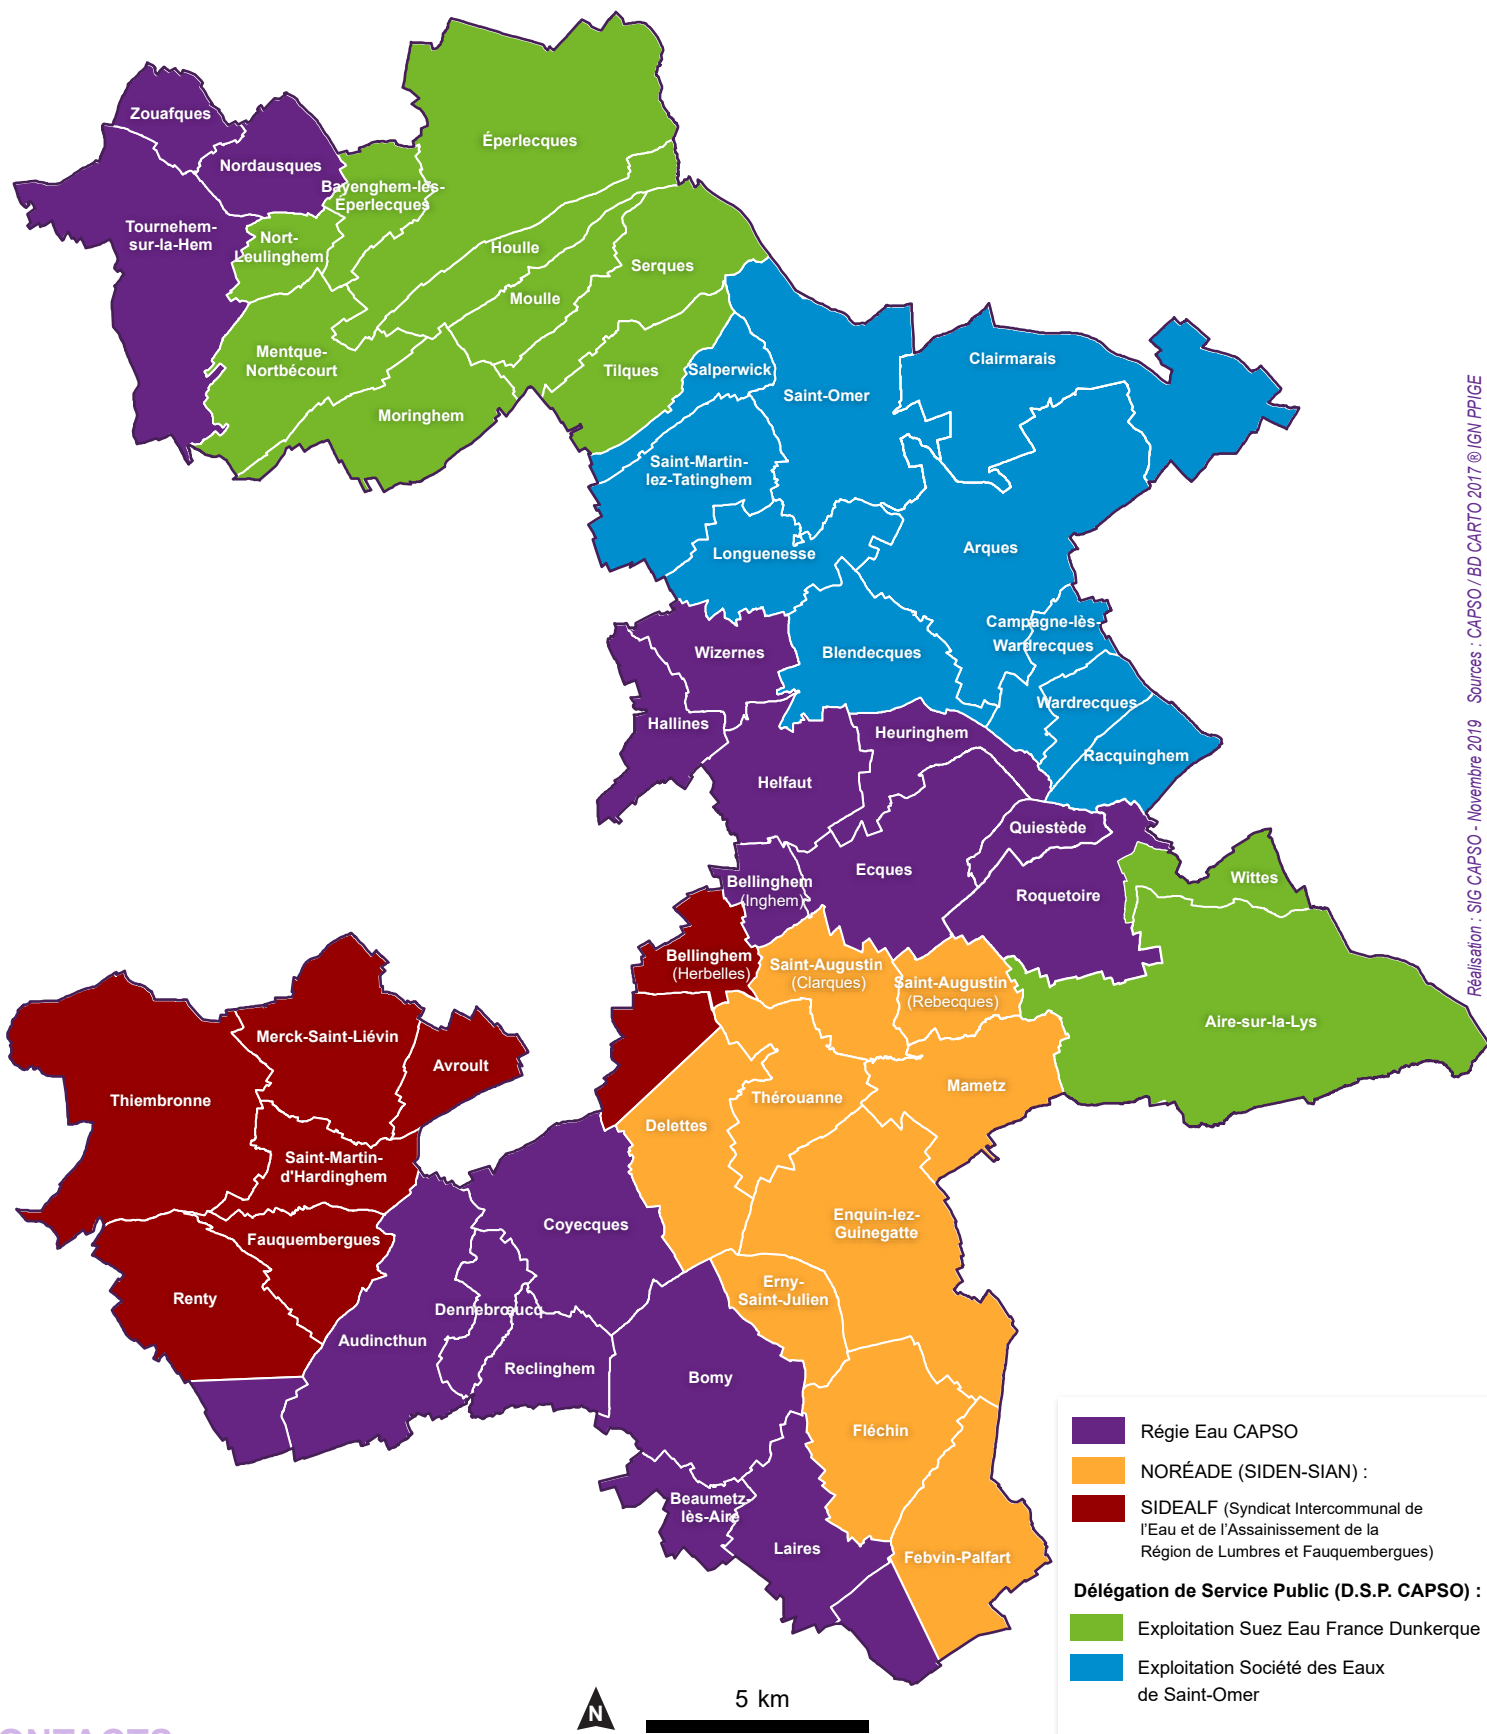 Zouafques
Nordausques
Tournehem-
sur-la-Hem
Bayenghem-lès-
Éperlecques
Nort-
Leulinghem
Éperlecques
Houlle
Moulle
Serques
Mentque-
Nortbécourt
Moringhem
Tilques
Salperwick
Saint-Omer
Clairmarais
Saint-Martin-
lez-Tatinghem
Longuenesse
Arques
Campagne-lès-
Wardrecques
Blendecques
Wizernes
Hallines
Wardrecques
Racquinghem
Heuringhem
Helfaut
Quiestède
Ecques
Roquetoire
Wittes
Bellinghem
(Inghem)
Bellinghem
(Herbelles)
Saint-Augustin
(Clarques)
Saint-Augustin
(Rebecques)
Aire-sur-la-Lys
Merck-Saint-Liévin
Avroult
Thiembronne
Mametz
Thérouanne
Delettes
Saint-Martin-
d'Hardinghem
Fauquembergues
Renty
Coyecques
Enquin-lez-
Guinegatte
Erny-
Saint-Julien
Dennebrœucq
Audincthun
Reclinghem
Bomy
Fléchin
Beaumetz-
lès-Aire
Laires
Febvin-Palfart
Réalisation : SIG CAPSO - Novembre 2019 Sources : CAPSO / BD CARTO 2017 ® IGN PPIGE
Régie Eau CAPSO
NORÉADE (SIDEN-SIAN) :
SIDEALF (Syndicat Intercommunal de
l'Eau et de l'Assainissement de la
Région de Lumbres et Fauquembergues)
Délégation de Service Public (D.S.P. CAPSO) :
Exploitation Suez Eau France Dunkerque
Exploitation Société des Eaux
de Saint-Omer
N
5 km